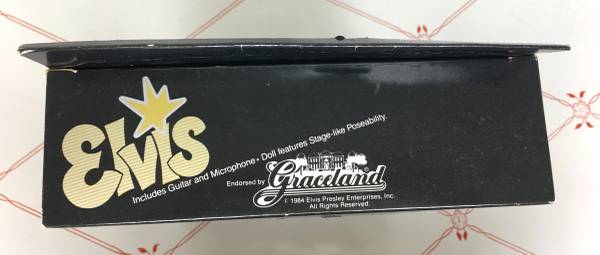 Elvis
Includes Guitar and Microphone • Doll features Stage-like Poseability.
Endorsed by Graceland
© 1984 Elvis Presley Enterprises, Inc.
All Rights Reserved.